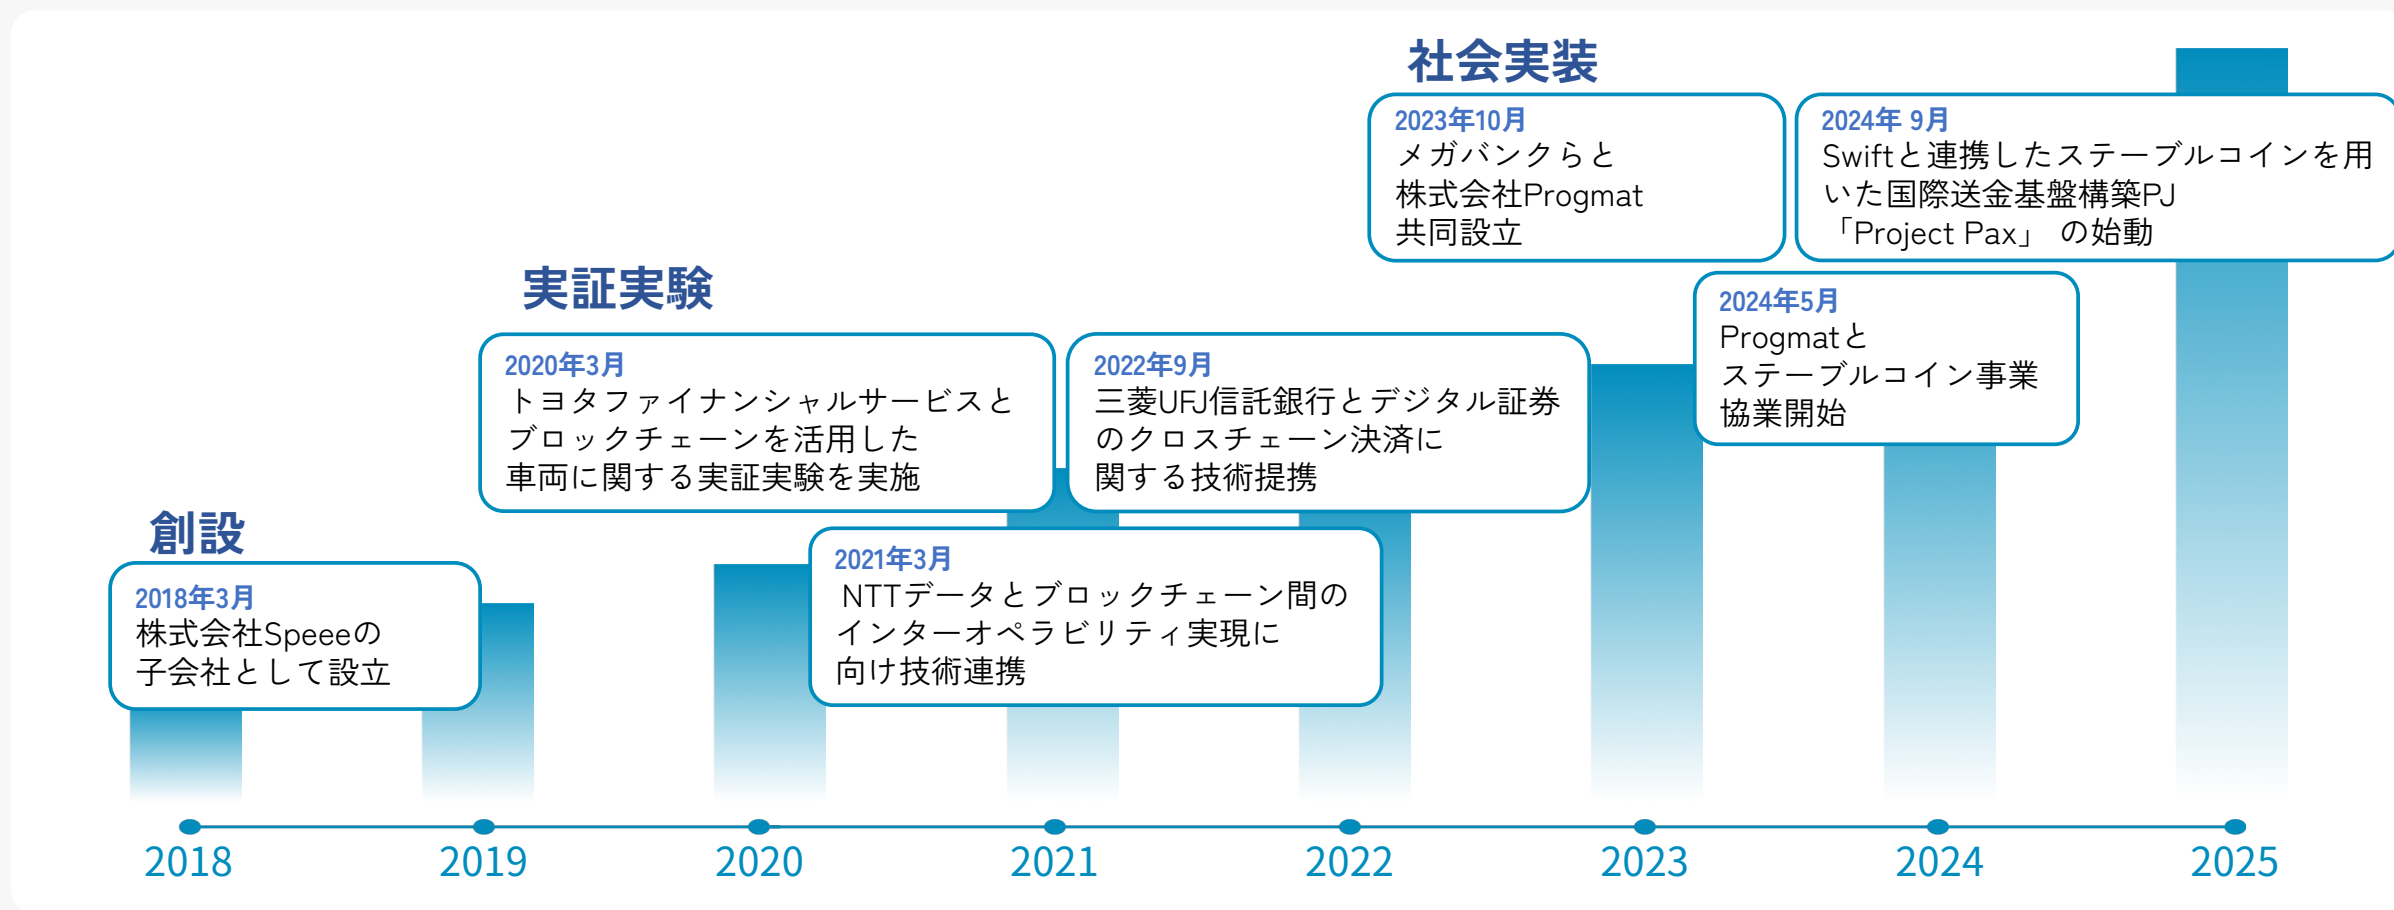 創設
2018年3月
株式会社Speeeの
子会社として設立
実証実験
2020年3月
トヨタファイナンシャルサービスと
ブロックチェーンを活用した
車両に関する実証実験を実施
2021年3月
NTTデータとブロックチェーン間の
インターオペラビリティ実現に
向け技術連携
2022年9月
三菱UFJ信託銀行とデジタル証券
のクロスチェーン決済に
関する技術提携
社会実装
2023年10月
メガバンクらと
株式会社Progmat
共同設立
2024年5月
Progmatと
ステーブルコイン事業
協業開始
2024年 9月
Swiftと連携したステーブルコインを用
いた国際送金基盤構築PJ
「Project Pax」 の始動
2018
2019
2020
2021
2022
2023
2024
2025